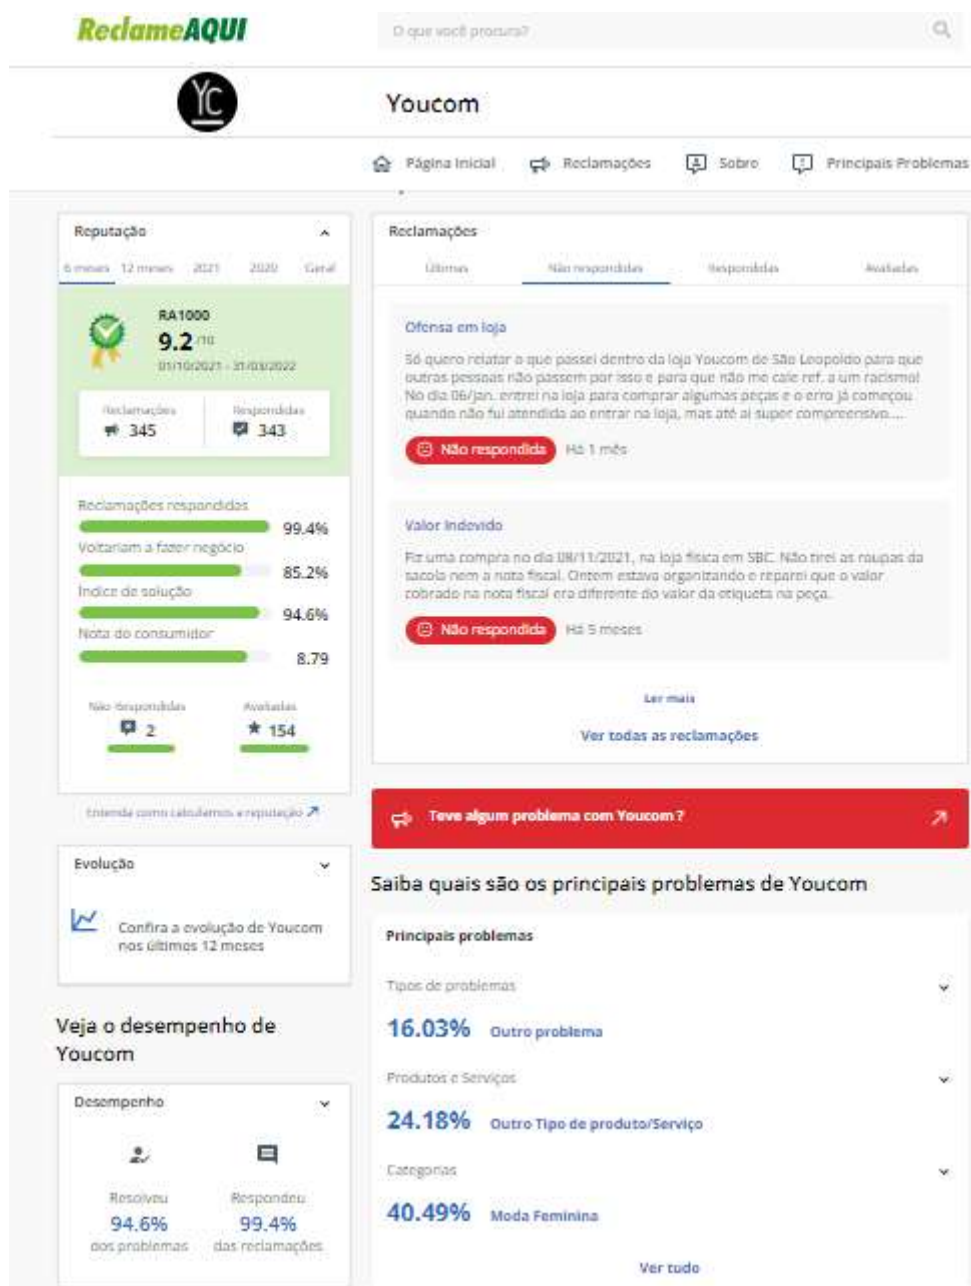 ReclameAQUI
O que você procura?
YC
Youcom
Página Inicial
Reclamações
Sobre
Principais Problemas
Reputação
6 meses
12 meses
2021
2020
Geral
RA1000
9.2 /10
01/10/2021 - 31/03/2022
Reclamações
345
Respondidas
343
Reclamações respondidas
99.4%
Voltariam a fazer negócio
85.2%
Índice de solução
94.6%
Nota do consumidor
8.79
Não Respondidas
2
Avaliadas
154
Entenda como calculamos a reputação
Evolução
Confira a evolução de Youcom
nos últimos 12 meses
Veja o desempenho de
Youcom
Desempenho
Resolveu
94.6%
dos problemas
Respondeu
99.4%
das reclamações
Reclamações
Últimas
Não respondidas
Respondidas
Avaliadas
Ofensa em loja
Só quero relatar o que passei dentro da loja Youcom de São Leopoldo para que
outras pessoas não passem por isso e para que não me cale ref. a um racismo!
No dia 06/jan. entrei na loja para comprar algumas peças e o erro já começou
quando não fui atendida ao entrar na loja, mas até aí super compreensivo....
Não respondida
Há 1 mês
Valor Indevido
Fiz uma compra no dia 08/11/2021, na loja física em SBC. Não tirei as roupas da
sacola nem a nota fiscal. Ontem estava organizando e reparei que o valor
cobrado na nota fiscal era diferente do valor da etiqueta na peça.
Não respondida
Há 5 meses
Ler mais
Ver todas as reclamações
Teve algum problema com Youcom ?
Saiba quais são os principais problemas de Youcom
Principais problemas
Tipos de problemas
16.03% Outro problema
Produtos e Serviços
24.18% Outro Tipo de produto/Serviço
Categorias
40.49% Moda Feminina
Ver tudo